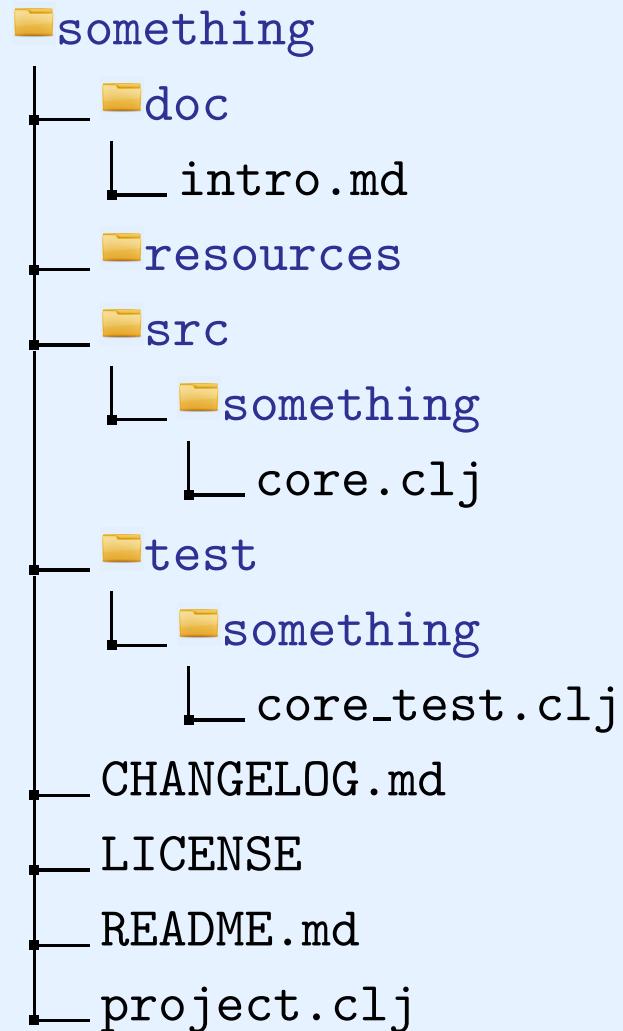 something
doc
intro.md
resources
src
something
core.clj
test
something
core_test.clj
CHANGELOG.md
LICENSE
README.md
project.clj